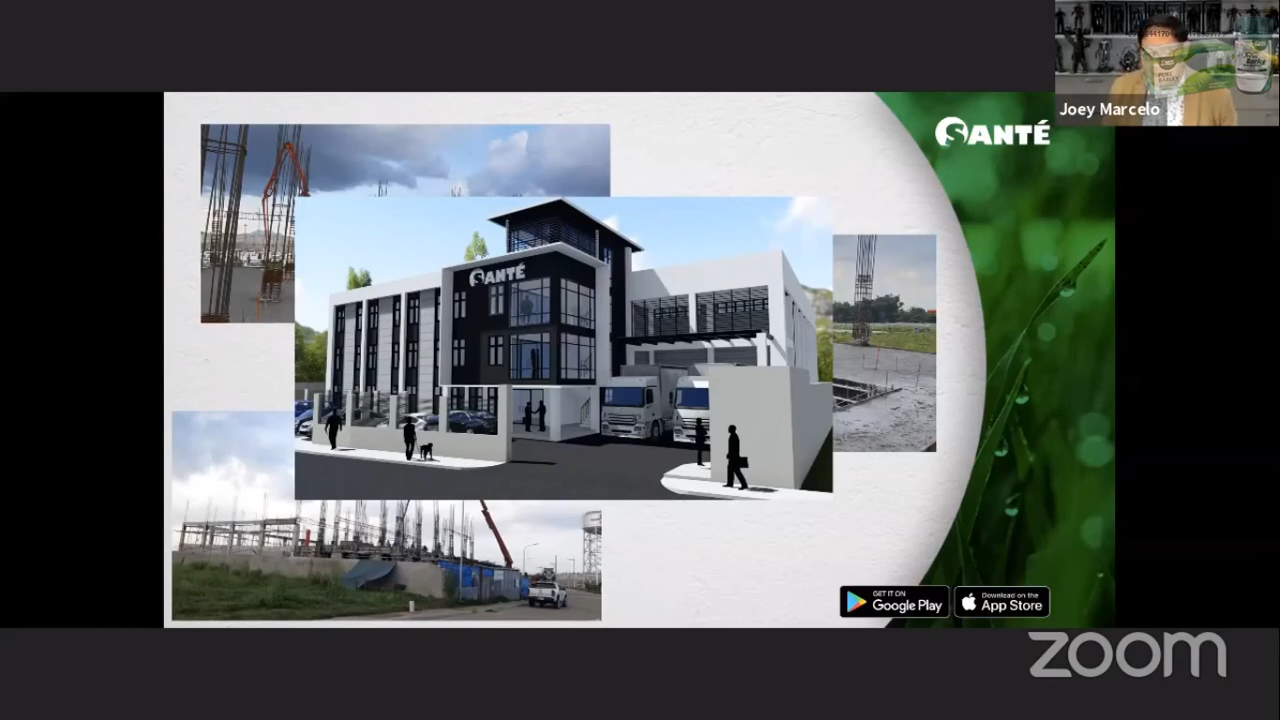 Joey Marcelo
SANTÉ
SANTÉ
GET IT ON
Google Play
Download on the
App Store
zoom